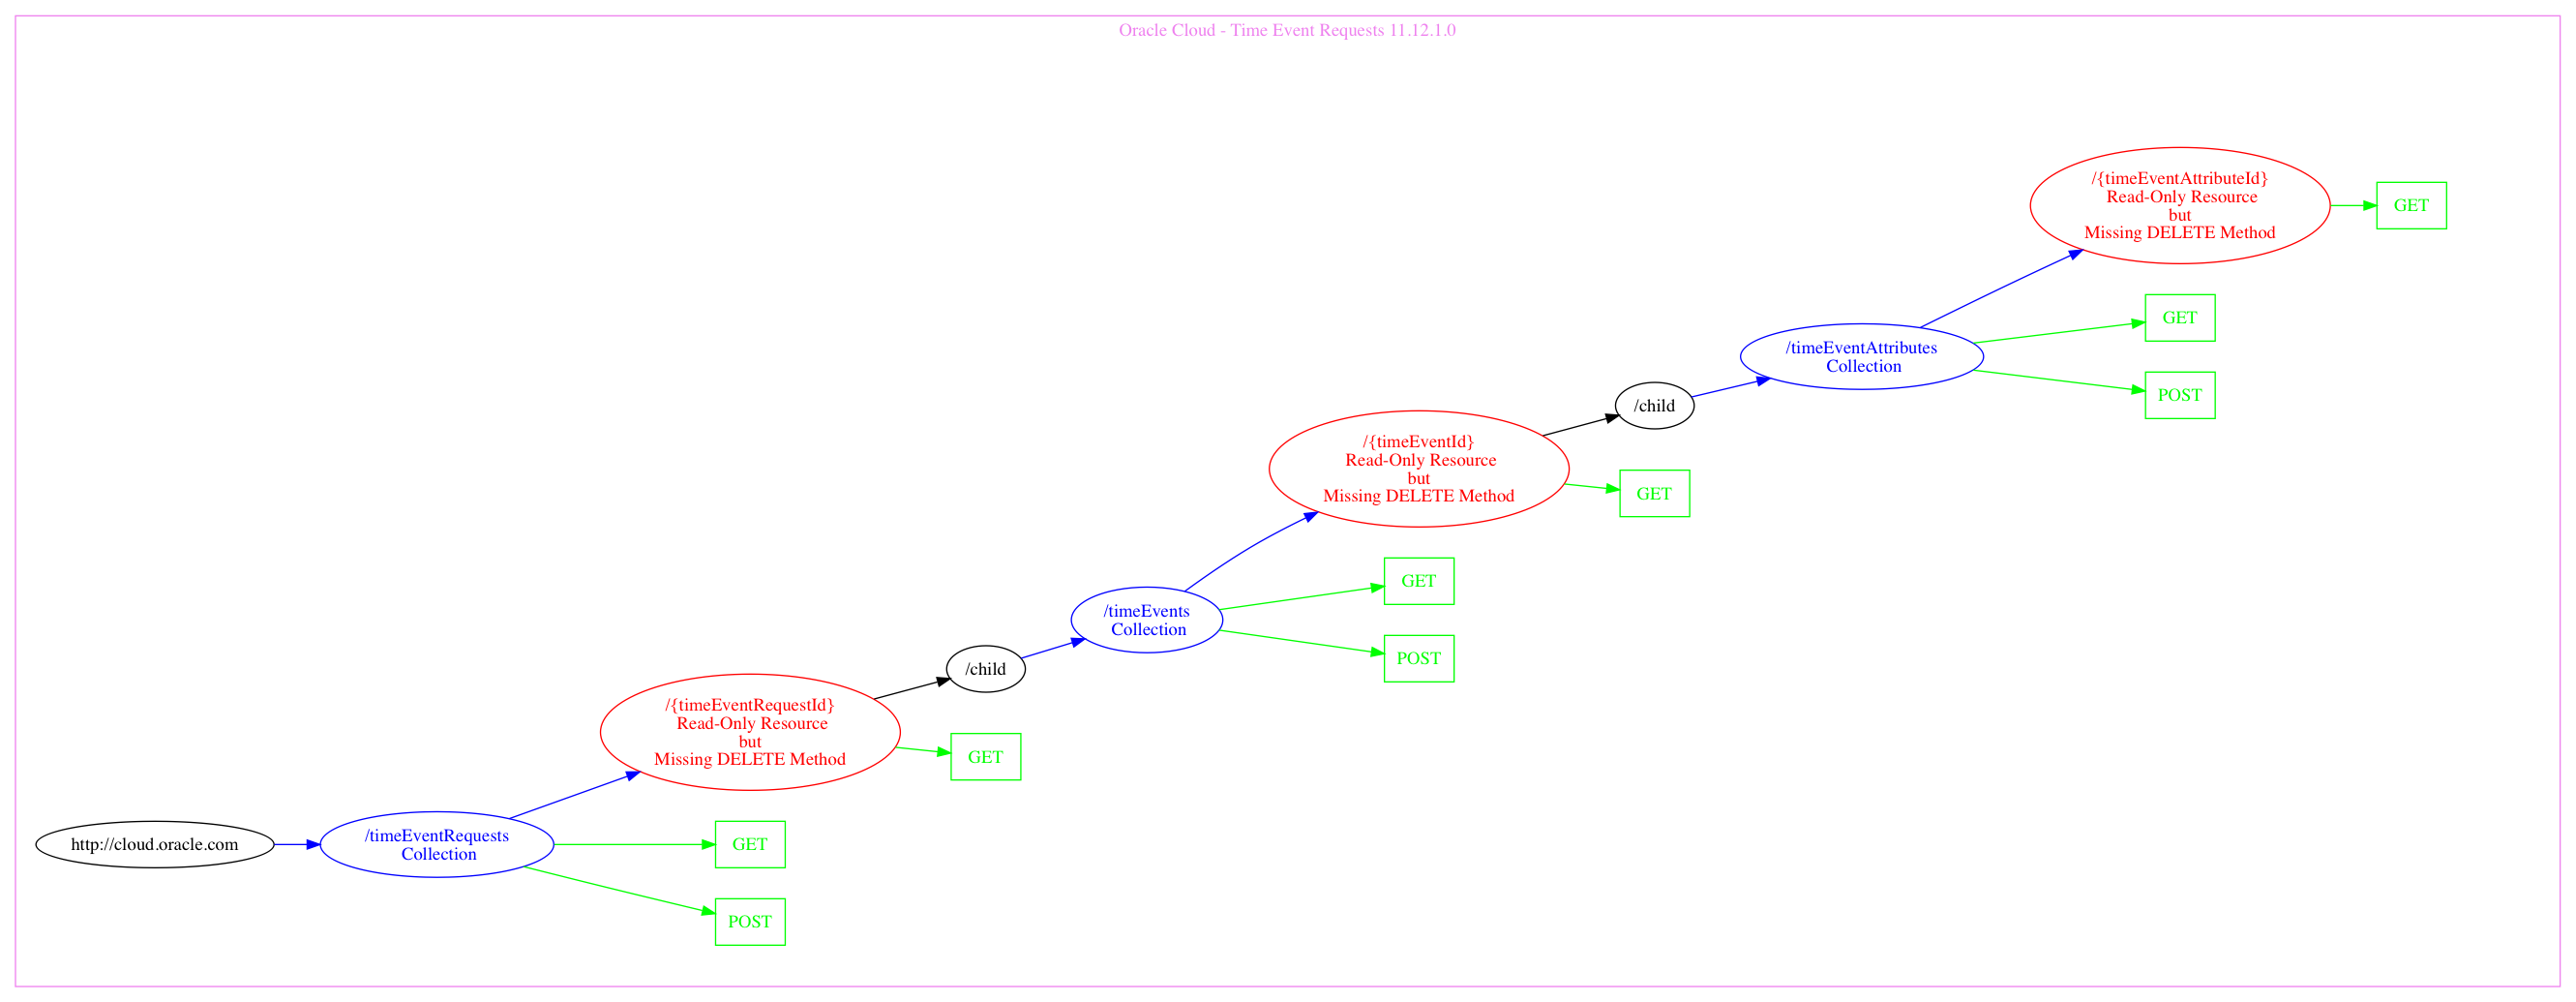 Oracle Cloud - Time Event Requests 11.12.1.0
/{timeEventAttributeId}
Read-Only Resource
but
Missing DELETE Method
GET
GET
/timeEventAttributes
Collection
POST
/child
/{timeEventId}
Read-Only Resource
but
Missing DELETE Method
GET
GET
/timeEvents
Collection
POST
/child
/{timeEventRequestId}
Read-Only Resource
but
Missing DELETE Method
GET
http://cloud.oracle.com
/timeEventRequests
Collection
GET
POST